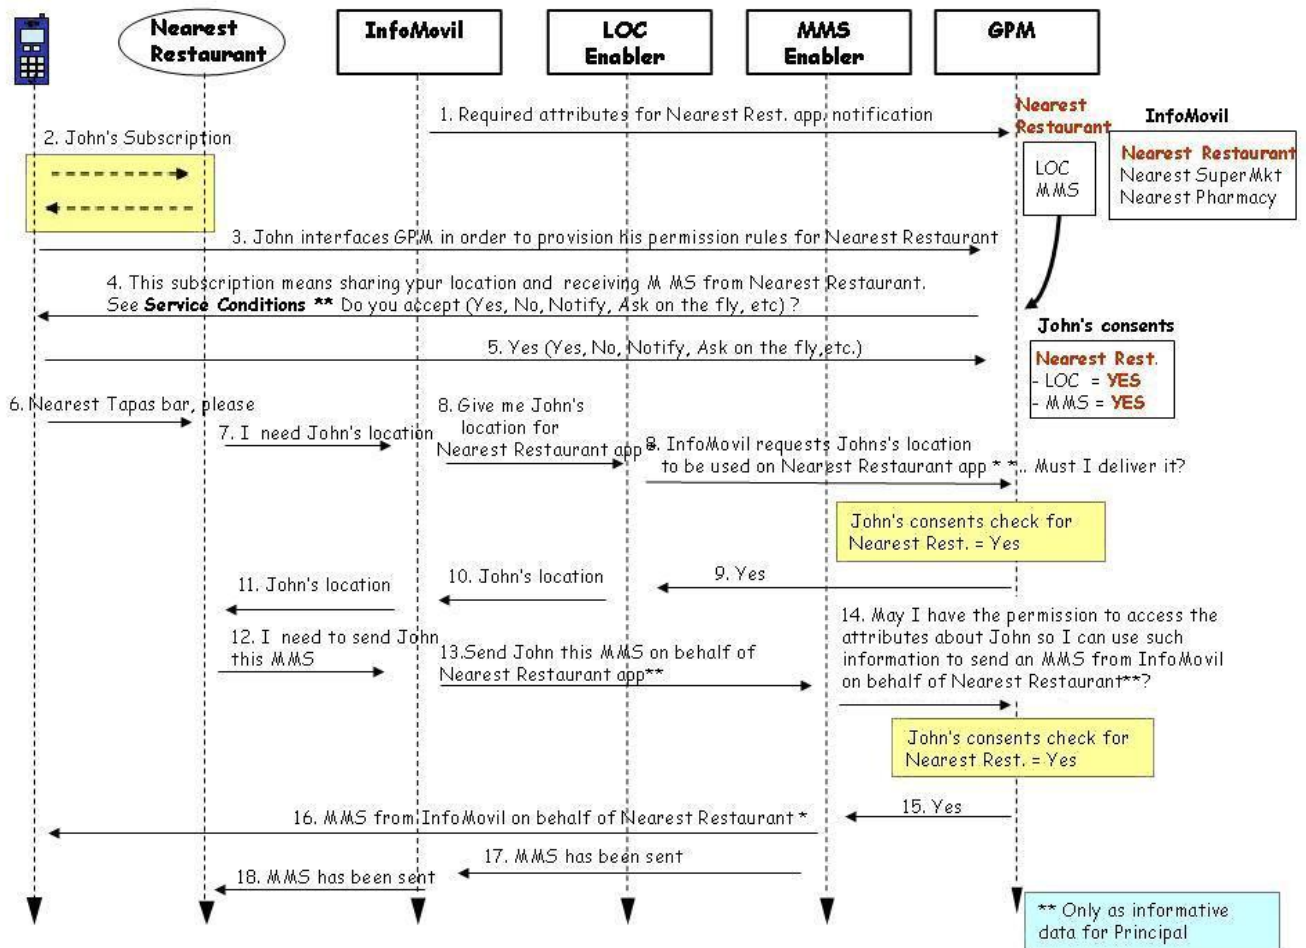 Nearest
Restaurant
InfoMovil
LOC
Enabler
MMS
Enabler
GPM
1. Required attributes for Nearest Rest. app. notification
Nearest
Restaurant
InfoMovil
2. John's Subscription
LOC
MMS
Nearest Restaurant
Nearest SuperMkt
Nearest Pharmacy
3. John interfaces GPM in order to provision his permission rules for Nearest Restaurant
4. This subscription means sharing your location and receiving M MS from Nearest Restaurant.
See Service Conditions ** Do you accept (Yes, No, Notify, Ask on the fly, etc) ?
John's consents
5. Yes (Yes, No, Notify, Ask on the fly,etc.)
Nearest Rest.
- LOC = YES
- MMS = YES
6. Nearest Tapas bar, please
7. I need John's location
8. Give me John's
location for
Nearest Restaurant app *
8. InfoMovil requests Johns's location
to be used on Nearest Restaurant app * *.. Must I deliver it?
John's consents check for
Nearest Rest. = Yes
9. Yes
10. John's location
11. John's location
12. I need to send John
this MMS
13.Send John this MMS on behalf of
Nearest Restaurant app**
14. May I have the permission to access the
attributes about John so I can use such
information to send an MMS from InfoMovil
on behalf of Nearest Restaurant**?
John's consents check for
Nearest Rest. = Yes
15. Yes
16. MMS from InfoMovil on behalf of Nearest Restaurant *
17. MMS has been sent
18. MMS has been sent
** Only as informative
data for Principal